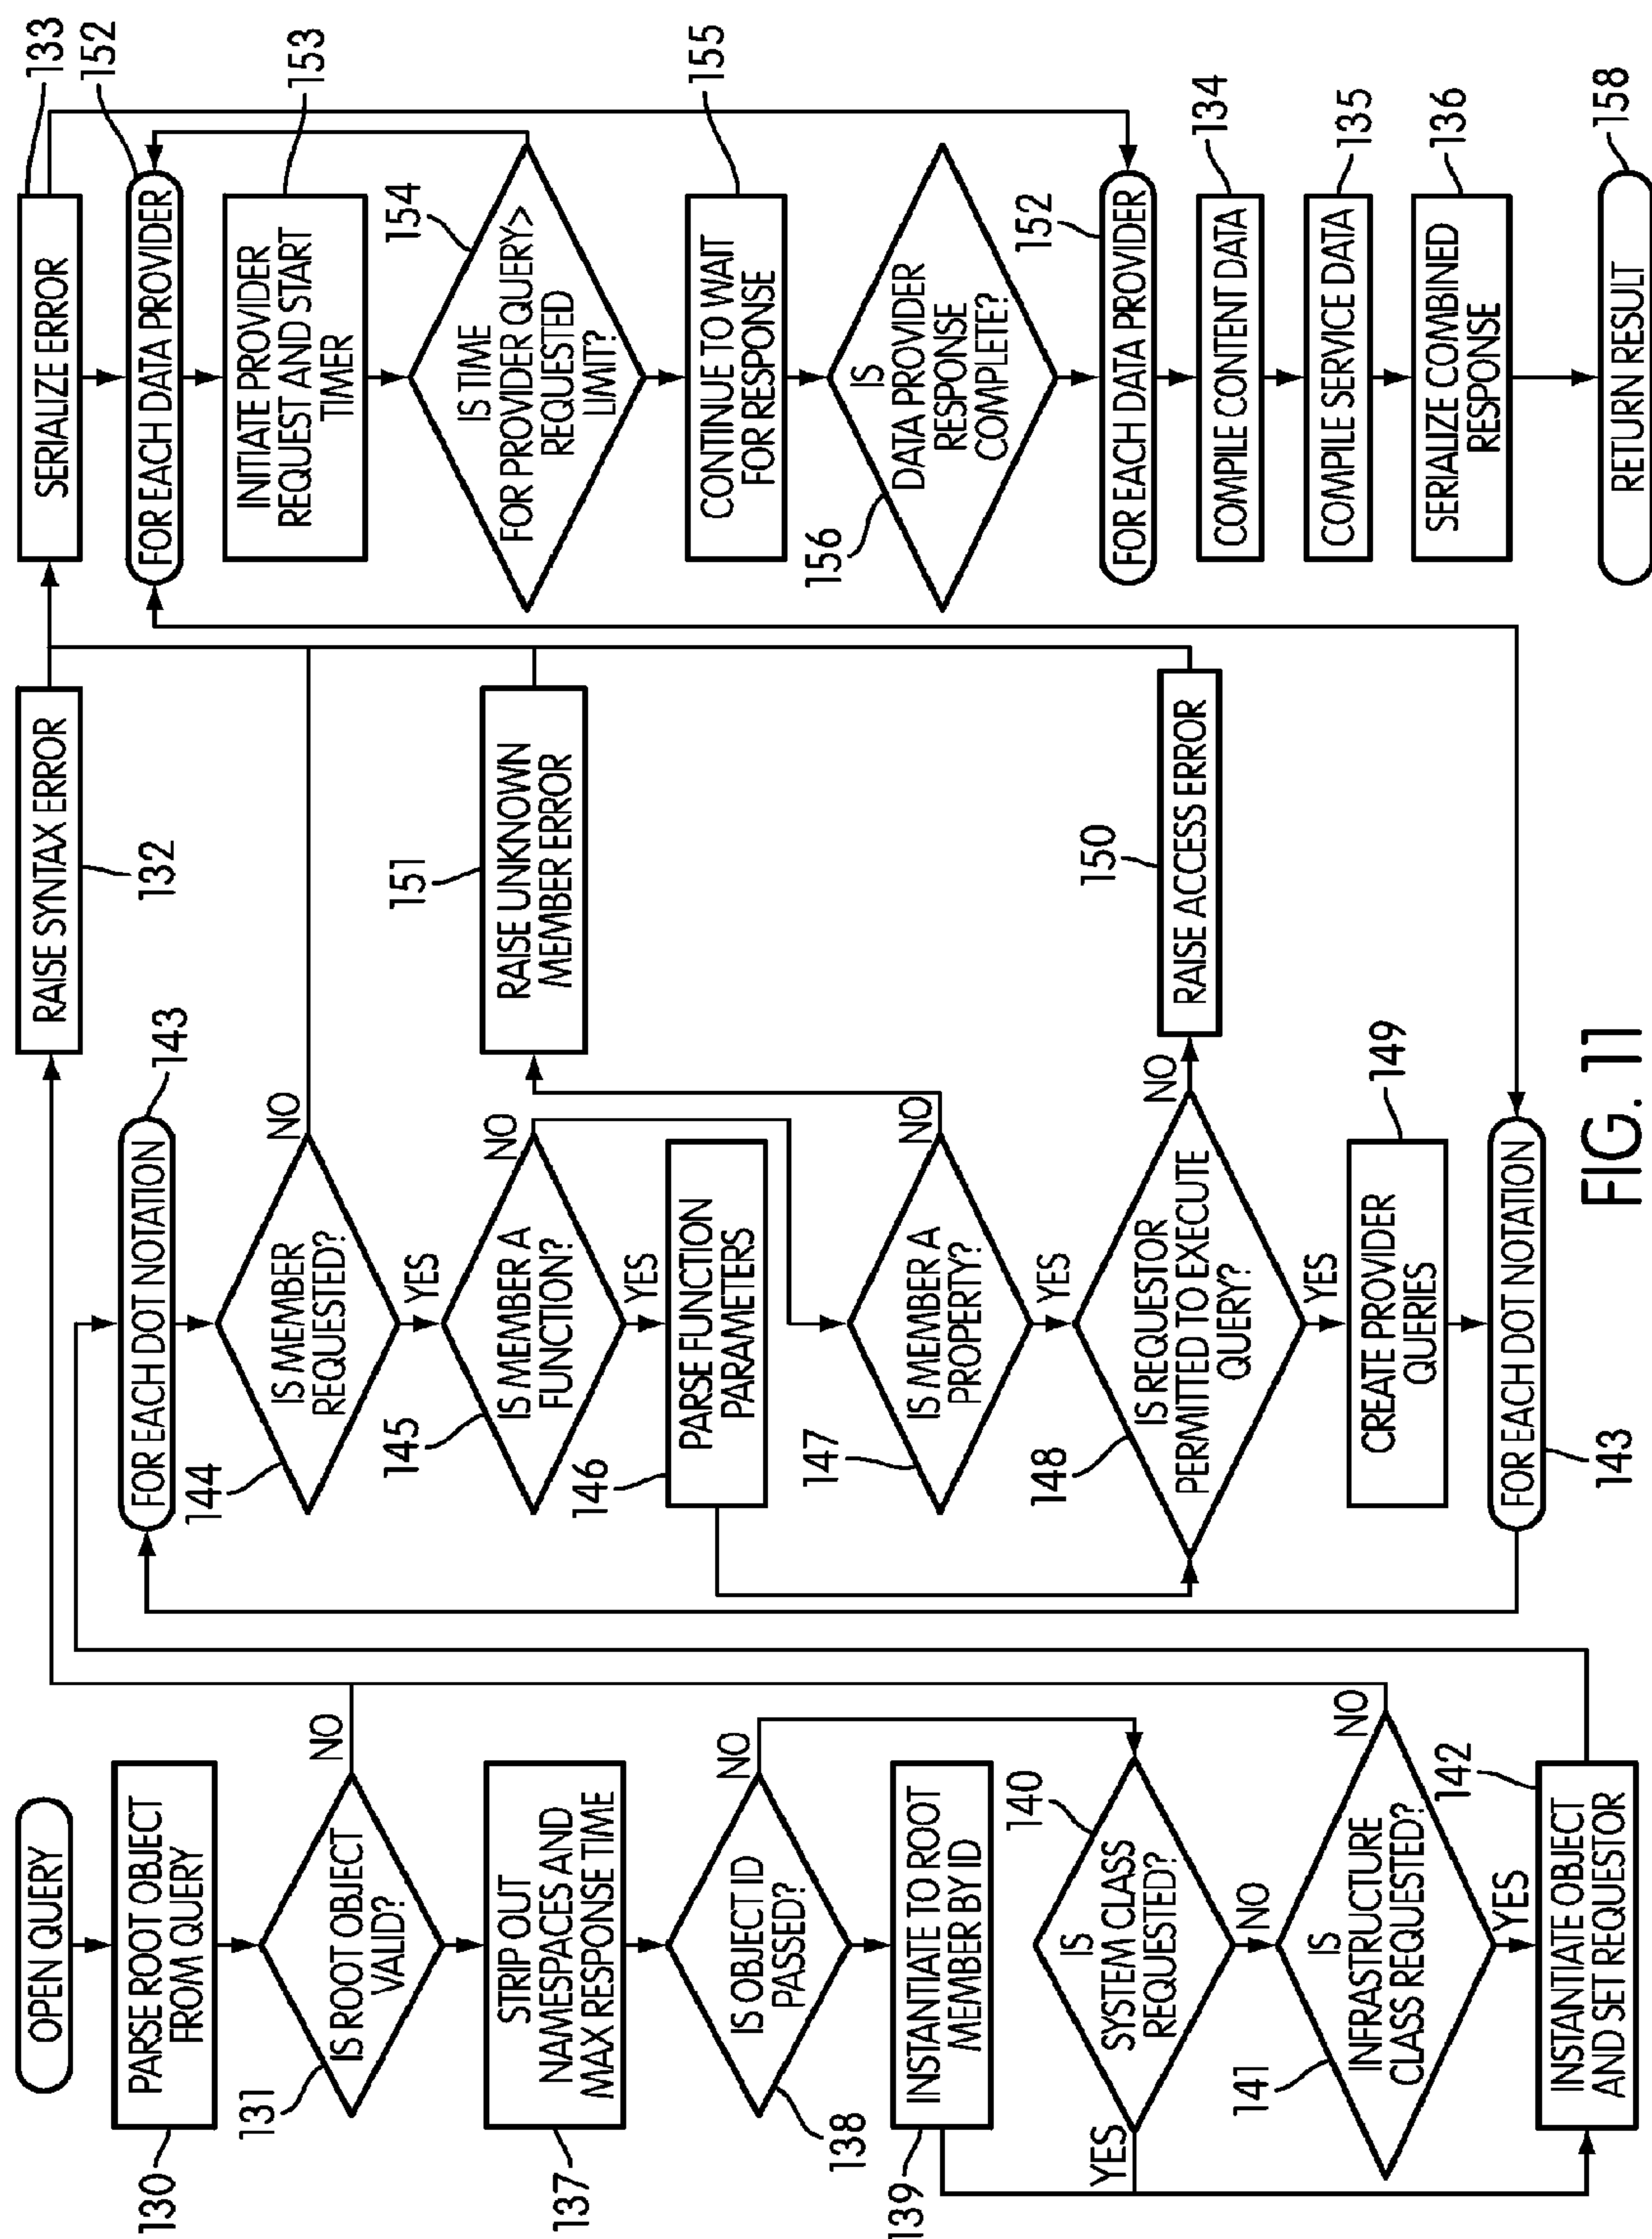 OPEN QUERY
PARSE ROOT OBJECT
FROM QUERY
130
IS ROOT OBJECT
VALID?
131
NO
STRIP OUT
NAMESPACES AND
MAX RESPONSE TIME
137
IS OBJECT ID
PASSED?
138
NO
INSTANTIATE TO ROOT
MEMBER BY ID
139
IS
SYSTEM CLASS
REQUESTED?
140
YES
NO
IS
INFRASTRUCTURE
CLASS REQUESTED?
141
NO
YES
INSTANTIATE OBJECT
AND SET REQUESTOR
142
RAISE SYNTAX ERROR
132
FOR EACH DOT NOTATION
143
IS MEMBER
REQUESTED?
144
NO
YES
IS MEMBER A
FUNCTION?
145
NO
YES
PARSE FUNCTION
PARAMETERS
146
IS MEMBER A
PROPERTY?
147
NO
YES
IS REQUESTOR
PERMITTED TO EXECUTE
QUERY?
148
NO
YES
CREATE PROVIDER
QUERIES
149
FOR EACH DOT NOTATION
143
RAISE UNKNOWN
MEMBER ERROR
151
RAISE ACCESS ERROR
150
SERIALIZE ERROR
133
FOR EACH DATA PROVIDER
152
INITIATE PROVIDER
REQUEST AND START
TIMER
153
IS TIME
FOR PROVIDER QUERY>
REQUESTED
LIMIT?
154
CONTINUE TO WAIT
FOR RESPONSE
155
IS
DATA PROVIDER
RESPONSE
COMPLETE?
156
FOR EACH DATA PROVIDER
152
COMPILE CONTENT DATA
134
COMPILE SERVICE DATA
135
SERIALIZE COMBINED
RESPONSE
136
RETURN RESULT
158
FIG. 11